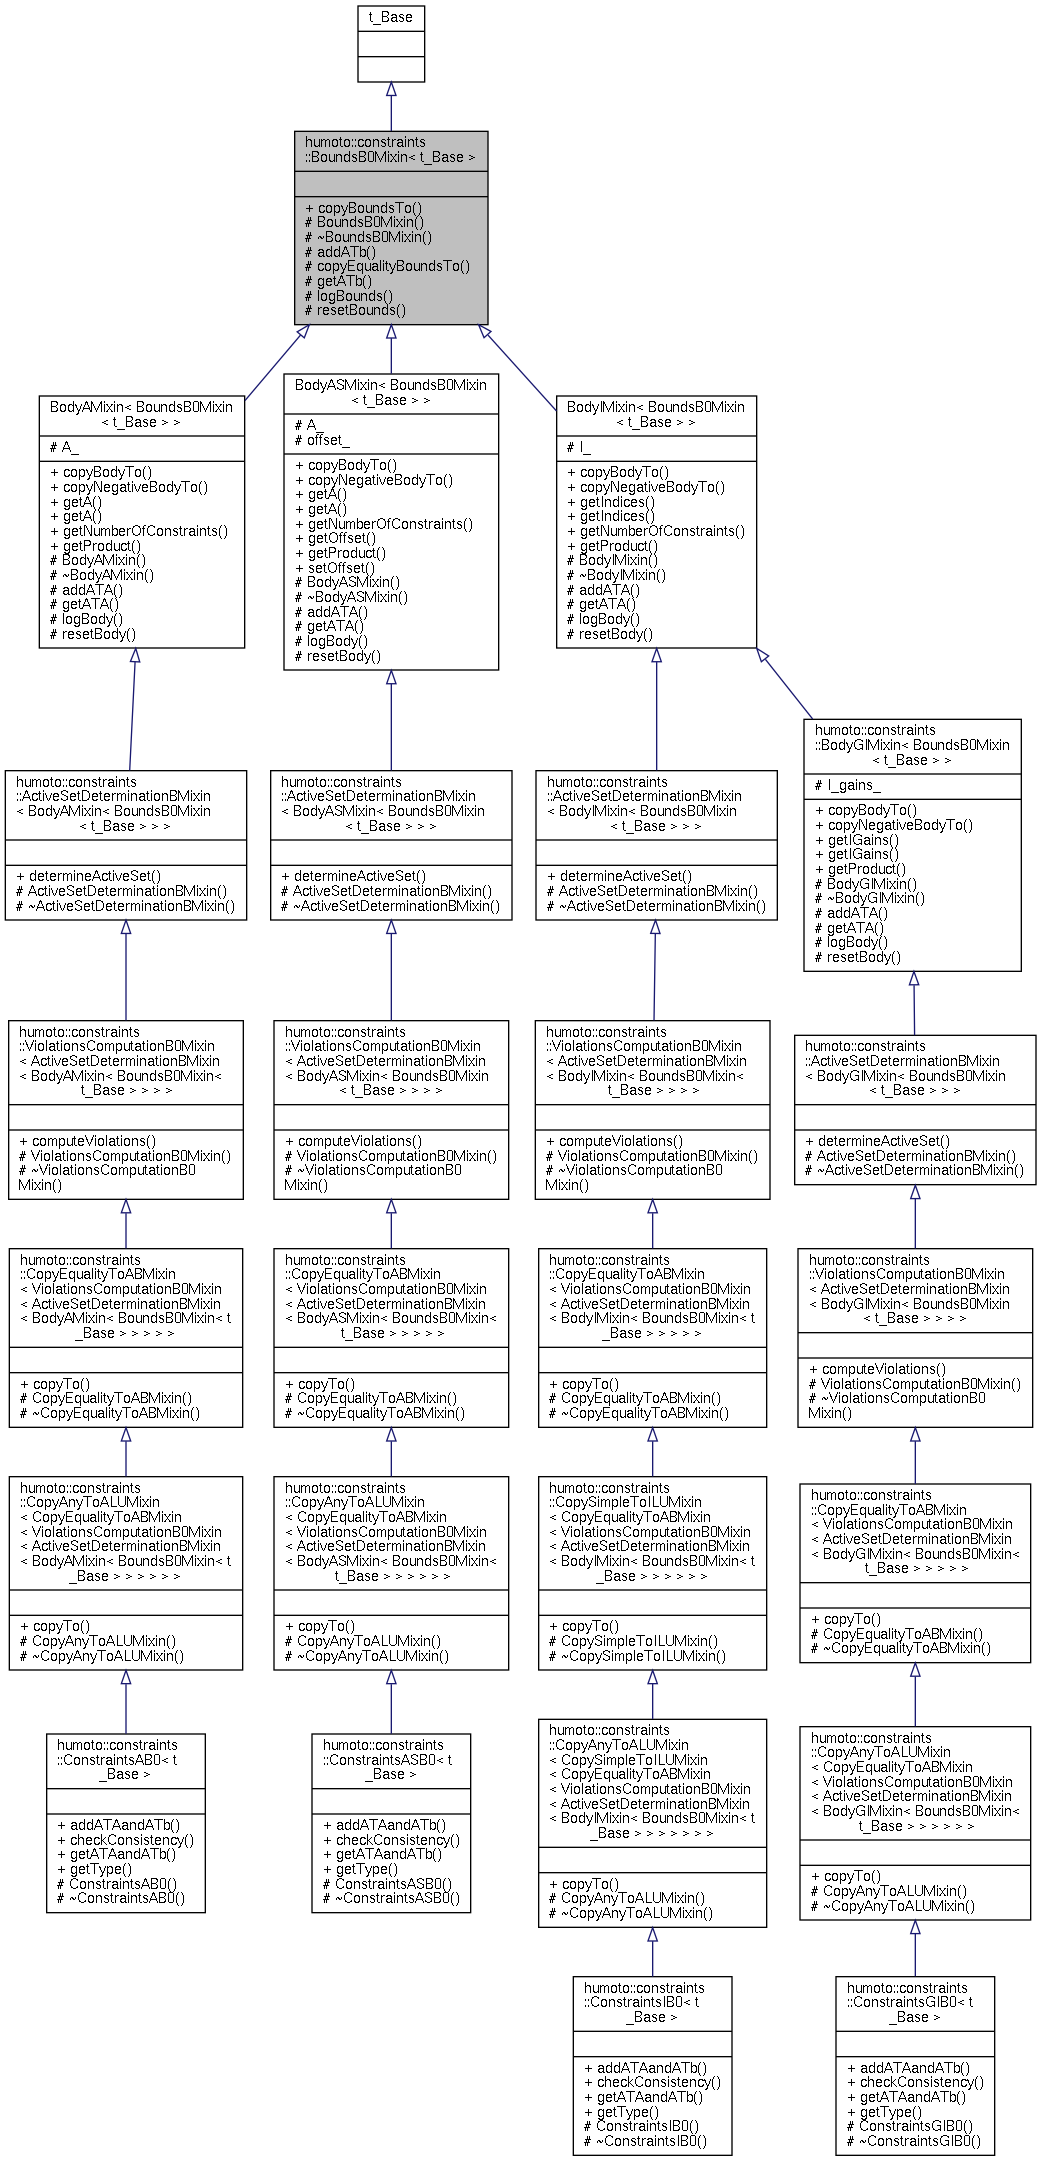 t_Base
humoto::constraints
::BoundsB0Mixin< t_Base >
+ copyBoundsTo()
# BoundsB0Mixin()
# ~BoundsB0Mixin()
# addATb()
# copyEqualityBoundsTo()
# getATb()
# logBounds()
# resetBounds()
BodyAMixin< BoundsB0Mixin
< t_Base > >
# A_
+ copyBodyTo()
+ copyNegativeBodyTo()
+ getA()
+ getA()
+ getNumberOfConstraints()
+ getProduct()
# BodyAMixin()
# ~BodyAMixin()
# addATA()
# getATA()
# logBody()
# resetBody()
BodyASMixin< BoundsB0Mixin
< t_Base > >
# A_
# offset_
+ copyBodyTo()
+ copyNegativeBodyTo()
+ getA()
+ getA()
+ getNumberOfConstraints()
+ getOffset()
+ getProduct()
+ setOffset()
# BodyASMixin()
# ~BodyASMixin()
# addATA()
# getATA()
# logBody()
# resetBody()
BodyIMixin< BoundsB0Mixin
< t_Base > >
# I_
+ copyBodyTo()
+ copyNegativeBodyTo()
+ getIndices()
+ getIndices()
+ getNumberOfConstraints()
+ getProduct()
# BodyIMixin()
# ~BodyIMixin()
# addATA()
# getATA()
# logBody()
# resetBody()
humoto::constraints
::BodyGIMixin< BoundsB0Mixin
< t_Base > >
# I_gains_
+ copyBodyTo()
+ copyNegativeBodyTo()
+ getIGains()
+ getIGains()
+ getProduct()
# BodyGIMixin()
# ~BodyGIMixin()
# addATA()
# getATA()
# logBody()
# resetBody()
humoto::constraints
::ActiveSetDeterminationBMixin
< BodyAMixin< BoundsB0Mixin
< t_Base > > >
+ determineActiveSet()
# ActiveSetDeterminationBMixin()
# ~ActiveSetDeterminationBMixin()
humoto::constraints
::ActiveSetDeterminationBMixin
< BodyASMixin< BoundsB0Mixin
< t_Base > > >
+ determineActiveSet()
# ActiveSetDeterminationBMixin()
# ~ActiveSetDeterminationBMixin()
humoto::constraints
::ActiveSetDeterminationBMixin
< BodyIMixin< BoundsB0Mixin
< t_Base > > >
+ determineActiveSet()
# ActiveSetDeterminationBMixin()
# ~ActiveSetDeterminationBMixin()
humoto::constraints
::ViolationsComputationB0Mixin
< ActiveSetDeterminationBMixin
< BodyAMixin< BoundsB0Mixin<
t_Base > > > >
+ computeViolations()
# ViolationsComputationB0Mixin()
# ~ViolationsComputationB0
Mixin()
humoto::constraints
::ViolationsComputationB0Mixin
< ActiveSetDeterminationBMixin
< BodyASMixin< BoundsB0Mixin
< t_Base > > > >
+ computeViolations()
# ViolationsComputationB0Mixin()
# ~ViolationsComputationB0
Mixin()
humoto::constraints
::ViolationsComputationB0Mixin
< ActiveSetDeterminationBMixin
< BodyIMixin< BoundsB0Mixin<
t_Base > > > >
+ computeViolations()
# ViolationsComputationB0Mixin()
# ~ViolationsComputationB0
Mixin()
humoto::constraints
::ActiveSetDeterminationBMixin
< BodyGIMixin< BoundsB0Mixin
< t_Base > > >
+ determineActiveSet()
# ActiveSetDeterminationBMixin()
# ~ActiveSetDeterminationBMixin()
humoto::constraints
::CopyEqualityToABMixin
< ViolationsComputationB0Mixin
< ActiveSetDeterminationBMixin
< BodyAMixin< BoundsB0Mixin< t
_Base > > > > >
+ copyTo()
# CopyEqualityToABMixin()
# ~CopyEqualityToABMixin()
humoto::constraints
::CopyEqualityToABMixin
< ViolationsComputationB0Mixin
< ActiveSetDeterminationBMixin
< BodyASMixin< BoundsB0Mixin<
t_Base > > > > >
+ copyTo()
# CopyEqualityToABMixin()
# ~CopyEqualityToABMixin()
humoto::constraints
::CopyEqualityToABMixin
< ViolationsComputationB0Mixin
< ActiveSetDeterminationBMixin
< BodyIMixin< BoundsB0Mixin< t
_Base > > > > >
+ copyTo()
# CopyEqualityToABMixin()
# ~CopyEqualityToABMixin()
humoto::constraints
::ViolationsComputationB0Mixin
< ActiveSetDeterminationBMixin
< BodyGIMixin< BoundsB0Mixin
< t_Base > > > >
+ computeViolations()
# ViolationsComputationB0Mixin()
# ~ViolationsComputationB0
Mixin()
humoto::constraints
::CopyAnyToALUMixin
< CopyEqualityToABMixin
< ViolationsComputationB0Mixin
< ActiveSetDeterminationBMixin
< BodyAMixin< BoundsB0Mixin< t
_Base > > > > > >
+ copyTo()
# CopyAnyToALUMixin()
# ~CopyAnyToALUMixin()
humoto::constraints
::CopyAnyToALUMixin
< CopyEqualityToABMixin
< ViolationsComputationB0Mixin
< ActiveSetDeterminationBMixin
< BodyASMixin< BoundsB0Mixin<
t_Base > > > > > >
+ copyTo()
# CopyAnyToALUMixin()
# ~CopyAnyToALUMixin()
humoto::constraints
::CopySimpleToILUMixin
< CopyEqualityToABMixin
< ViolationsComputationB0Mixin
< ActiveSetDeterminationBMixin
< BodyIMixin< BoundsB0Mixin< t
_Base > > > > > >
+ copyTo()
# CopySimpleToILUMixin()
# ~CopySimpleToILUMixin()
humoto::constraints
::CopyEqualityToABMixin
< ViolationsComputationB0Mixin
< ActiveSetDeterminationBMixin
< BodyGIMixin< BoundsB0Mixin<
t_Base > > > > >
+ copyTo()
# CopyEqualityToABMixin()
# ~CopyEqualityToABMixin()
humoto::constraints
::ConstraintsAB0< t
_Base >
+ addATAandATb()
+ checkConsistency()
+ getATAandATb()
+ getType()
# ConstraintsAB0()
# ~ConstraintsAB0()
humoto::constraints
::ConstraintsASB0< t
_Base >
+ addATAandATb()
+ checkConsistency()
+ getATAandATb()
+ getType()
# ConstraintsASB0()
# ~ConstraintsASB0()
humoto::constraints
::CopyAnyToALUMixin
< CopySimpleToILUMixin
< CopyEqualityToABMixin
< ViolationsComputationB0Mixin
< ActiveSetDeterminationBMixin
< BodyIMixin< BoundsB0Mixin< t
_Base > > > > > > >
+ copyTo()
# CopyAnyToALUMixin()
# ~CopyAnyToALUMixin()
humoto::constraints
::CopyAnyToALUMixin
< CopyEqualityToABMixin
< ViolationsComputationB0Mixin
< ActiveSetDeterminationBMixin
< BodyGIMixin< BoundsB0Mixin<
t_Base > > > > > >
+ copyTo()
# CopyAnyToALUMixin()
# ~CopyAnyToALUMixin()
humoto::constraints
::ConstraintsIB0< t
_Base >
+ addATAandATb()
+ checkConsistency()
+ getATAandATb()
+ getType()
# ConstraintsIB0()
# ~ConstraintsIB0()
humoto::constraints
::ConstraintsGIB0< t
_Base >
+ addATAandATb()
+ checkConsistency()
+ getATAandATb()
+ getType()
# ConstraintsGIB0()
# ~ConstraintsGIB0()